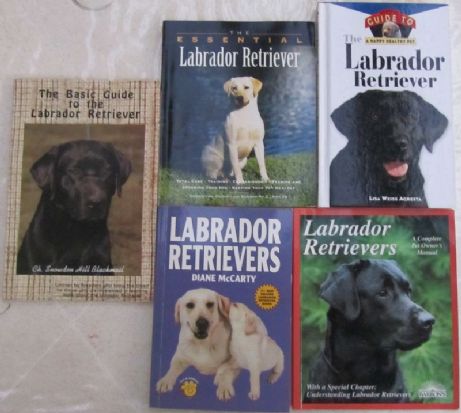 The Basic Guide
to the
Labrador Retriever
Ch. Snowdon Hill Blackmail
THE
ESSENTIAL
Labrador Retriever
GUIDE TO
A HAPPY HEALTHY PET
The
Labrador
Retriever
LISA WEISS AGRESTA
LABRADOR
RETRIEVERS
DIANE McCARTY
Labrador
Retrievers
A Complete
Pet Owner's
Manual
With a Special Chapter:
Understanding Labrador Retrievers
BARRON'S